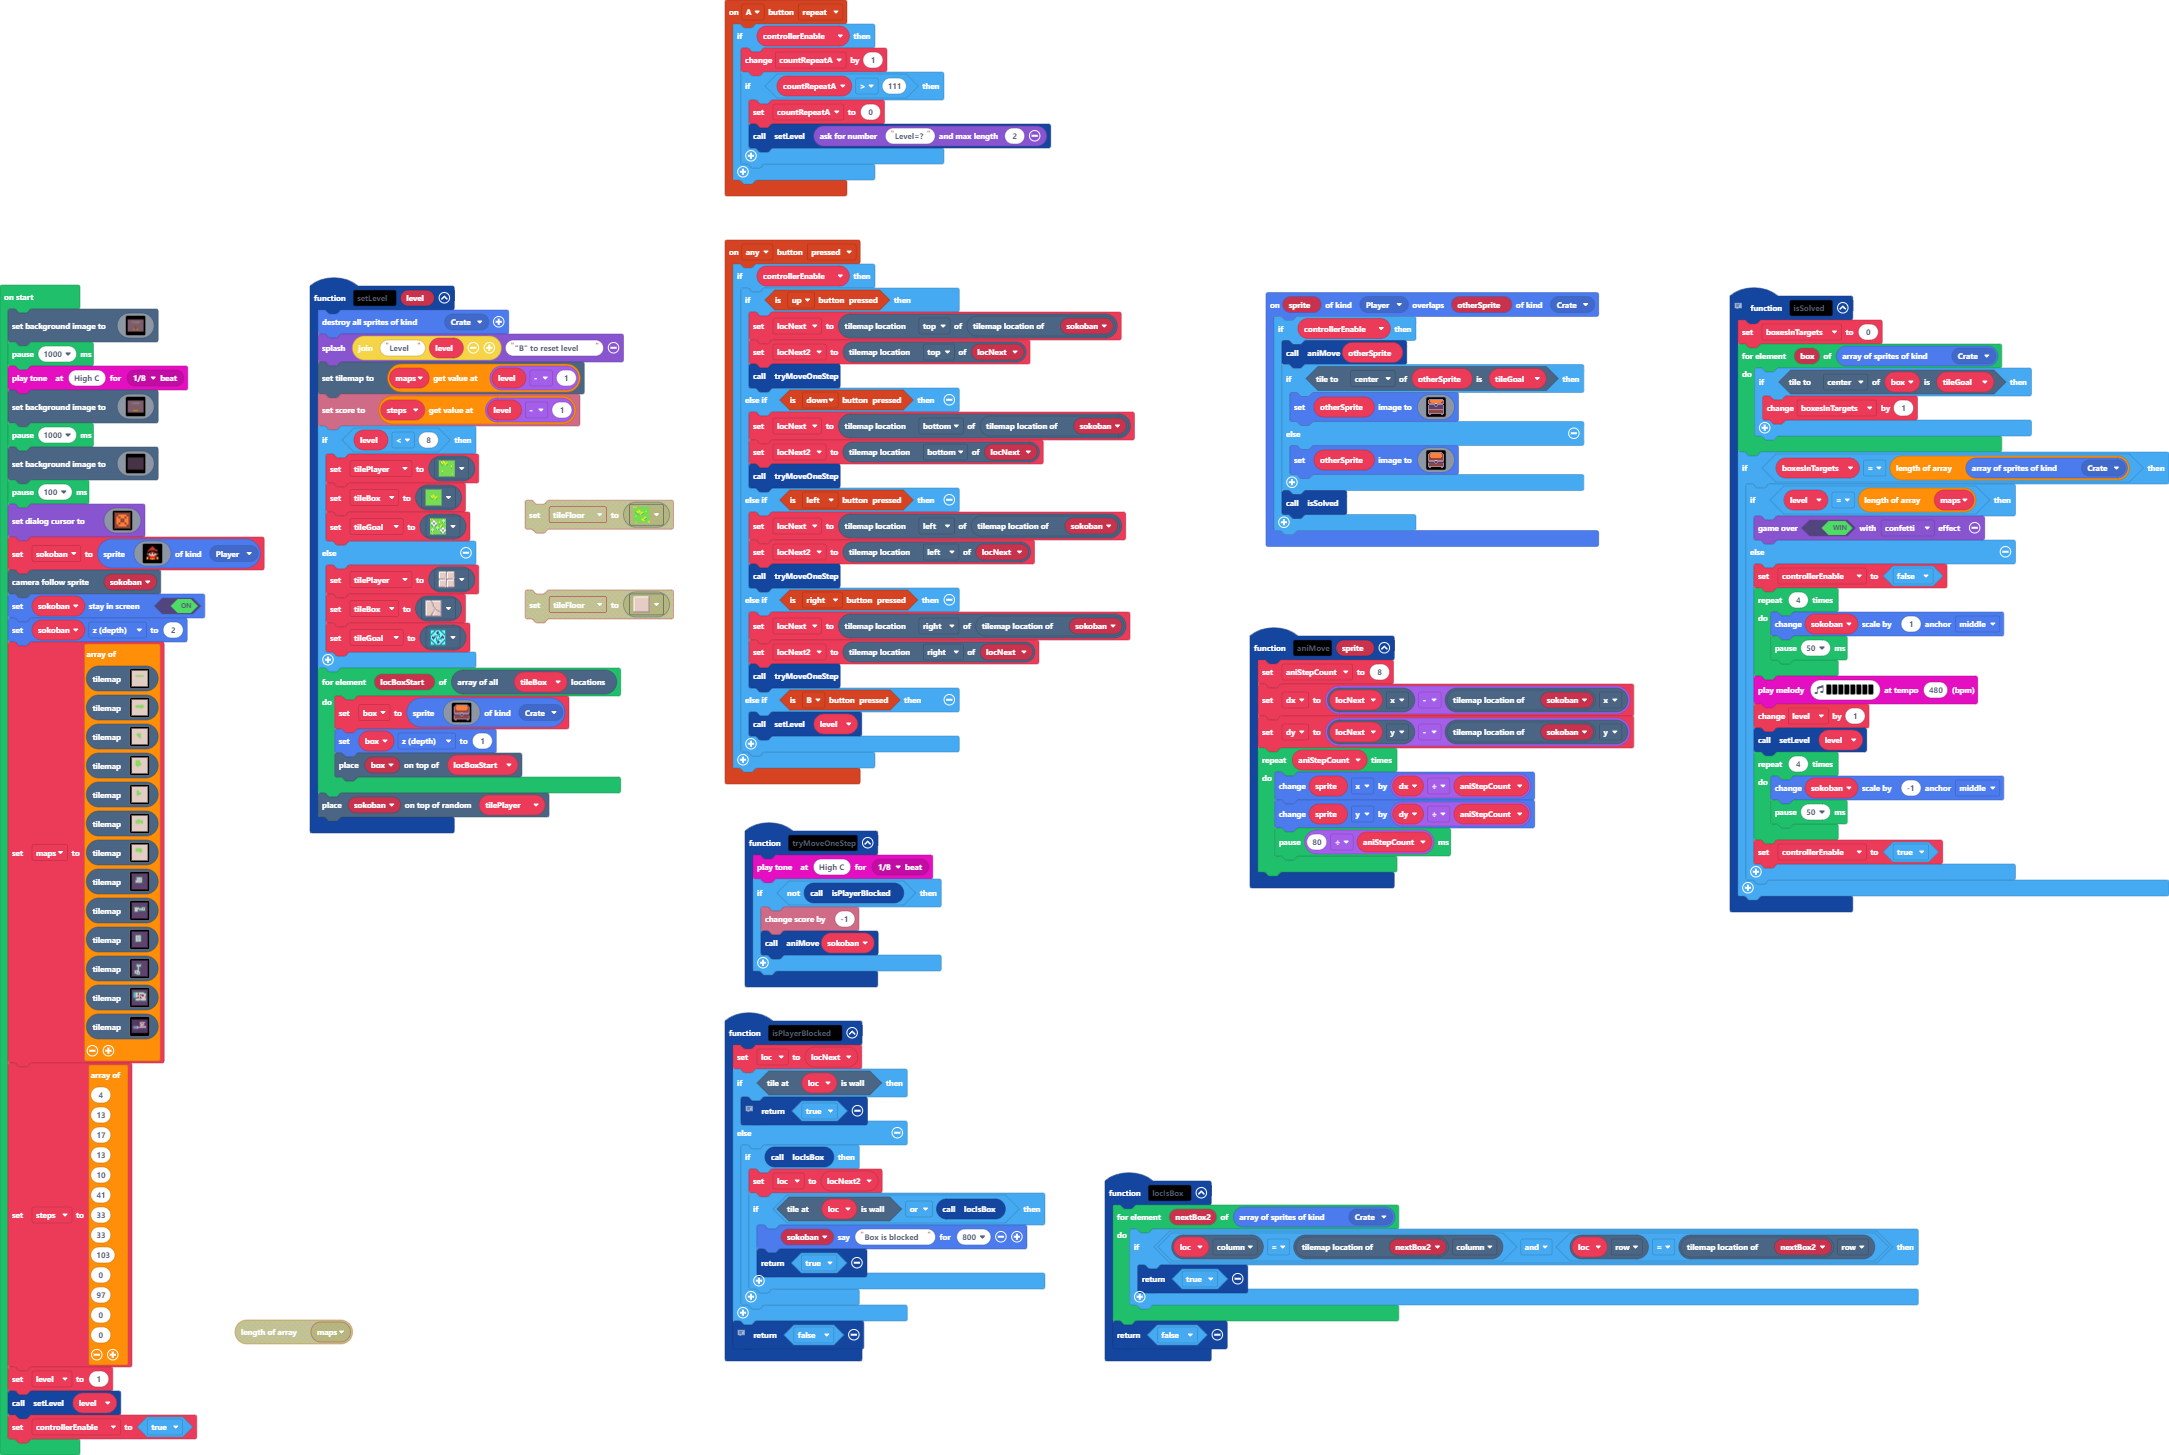 on start
set background image to
pause 1000 ms
play tone at High C for 1/8 beat
set background image to
pause 1000 ms
set background image to
pause 100 ms
set dialog cursor to
set sokoban to sprite of kind Player
camera follow sprite sokoban
set sokoban stay in screen ON
set sokoban z (depth) to 2
set maps to array of
tilemap
tilemap
tilemap
tilemap
tilemap
tilemap
tilemap
tilemap
tilemap
tilemap
tilemap
tilemap
tilemap
set steps to array of
4
13
17
13
10
41
33
33
103
0
97
0
0
set level to 1
call setLevel level
set controllerEnable to true
length of array maps
function setLevel level
destroy all sprites of kind Crate
splash join "Level " level "“B” to reset level "
set tilemap to maps get value at level - 1
set score to steps get value at level - 1
if level < 8 then
set tilePlayer to
set tileBox to
set tileGoal to
else
set tilePlayer to
set tileBox to
set tileGoal to
for element locBoxStart of array of all tileBox locations
do set box to sprite of kind Crate
set box z (depth) to 1
place box on top of locBoxStart
place sokoban on top of random tilePlayer
set tileFloor to
set tileFloor to
on A button repeat
if controllerEnable then
change countRepeatA by 1
if countRepeatA > 111 then
set countRepeatA to 0
call setLevel ask for number "Level=? " and max length 2
on any button pressed
if controllerEnable then
if is up button pressed then
set locNext to tilemap location top of tilemap location of sokoban
set locNext2 to tilemap location top of locNext
call tryMoveOneStep
else if is down button pressed then
set locNext to tilemap location bottom of tilemap location of sokoban
set locNext2 to tilemap location bottom of locNext
call tryMoveOneStep
else if is left button pressed then
set locNext to tilemap location left of tilemap location of sokoban
set locNext2 to tilemap location left of locNext
call tryMoveOneStep
else if is right button pressed then
set locNext to tilemap location right of tilemap location of sokoban
set locNext2 to tilemap location right of locNext
call tryMoveOneStep
else if is B button pressed then
call setLevel level
function tryMoveOneStep
play tone at High C for 1/8 beat
if not call isPlayerBlocked then
change score by -1
call aniMove sokoban
function isPlayerBlocked
set loc to locNext
if tile at loc is wall then
return true
else
if call locIsBox then
set loc to locNext2
if tile at loc is wall or call locIsBox then
sokoban say "Box is blocked " for 800
return true
return false
on sprite of kind Player overlaps otherSprite of kind Crate
if controllerEnable then
call aniMove otherSprite
if tile to center of otherSprite is tileGoal then
set otherSprite image to
else
set otherSprite image to
call isSolved
function aniMove sprite
set aniStepCount to 8
set dx to locNext x - tilemap location of sokoban x
set dy to locNext y - tilemap location of sokoban y
repeat aniStepCount times
do change sprite x by dx ÷ aniStepCount
change sprite y by dy ÷ aniStepCount
pause 80 ÷ aniStepCount ms
function locIsBox
for element nextBox2 of array of sprites of kind Crate
do if loc column = tilemap location of nextBox2 column and loc row = tilemap location of nextBox2 row then
return true
return false
function isSolved
set boxesInTargets to 0
for element box of array of sprites of kind Crate
do if tile to center of box is tileGoal then
change boxesInTargets by 1
if boxesInTargets = length of array array of sprites of kind Crate then
if level = length of array maps then
game over WIN with confetti effect
else
set controllerEnable to false
repeat 4 times
do change sokoban scale by 1 anchor middle
pause 50 ms
play melody at tempo 480 (bpm)
change level by 1
call setLevel level
repeat 4 times
do change sokoban scale by -1 anchor middle
pause 50 ms
set controllerEnable to true